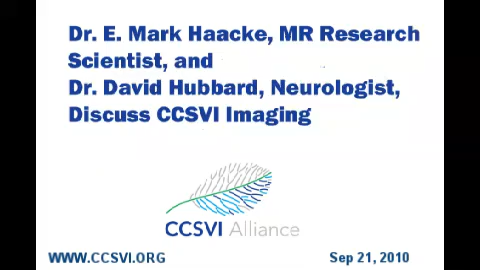 Dr. E. Mark Haacke, MR Research
Scientist, and
Dr. David Hubbard, Neurologist,
Discuss CCSVI Imaging
CCSVI Alliance
WWW.CCSVI.ORG
Sep 21, 2010